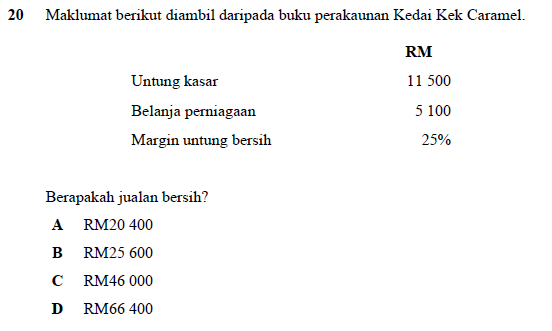 20 Maklumat berikut diambil daripada buku perakaunan Kedai Kek Caramel.
RM
Untung kasar 11 500
Belanja perniagaan 5 100
Margin untung bersih 25%
Berapakah jualan bersih?
A RM20 400
B RM25 600
C RM46 000
D RM66 400